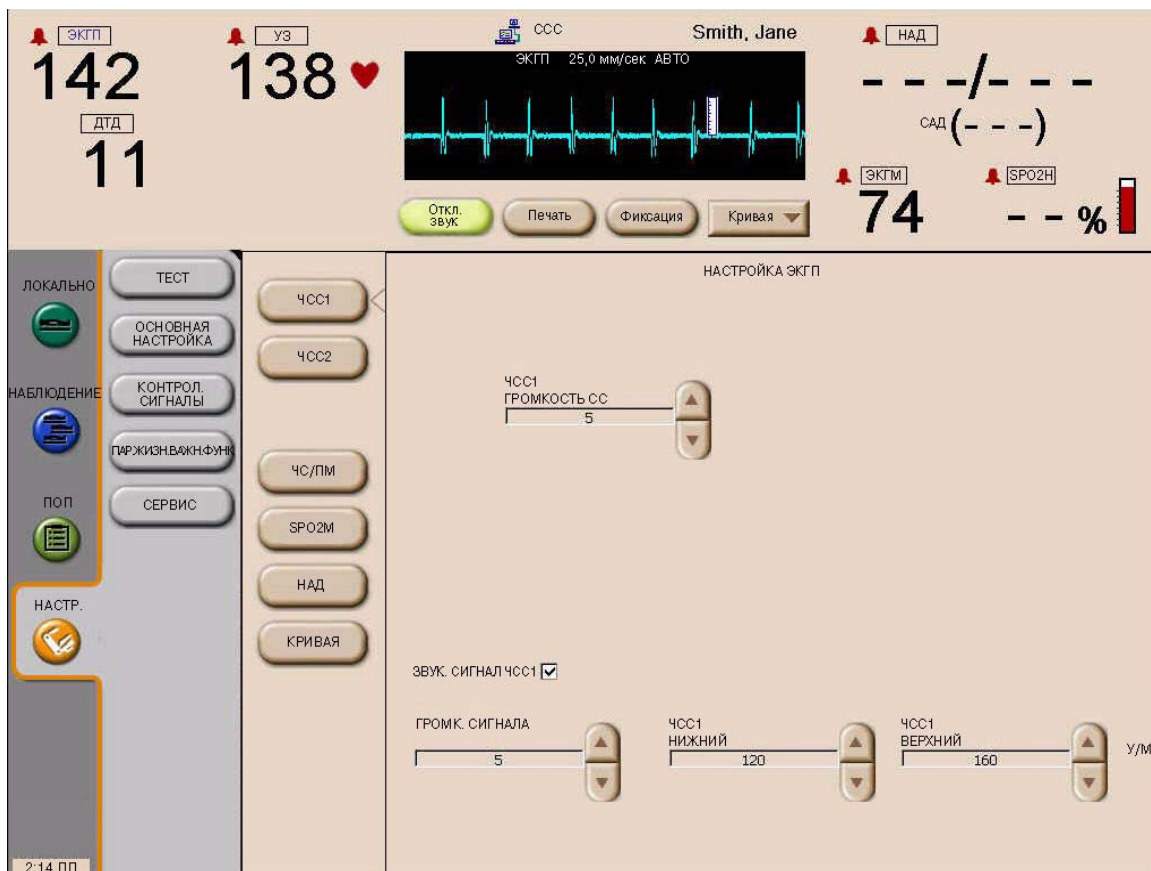 ЭКГП
142
УЗ
138
ДТД
11
ССС
Smith, Jane
ЭКГП 25,0 мм/сек АВТО
НАД
- - -/- - -
САД (- - -)
ЭКГМ
74
SPO2H
- - %
Откл. звук
Печать
Фиксация
Кривая
ЛОКАЛЬНО
НАБЛЮДЕНИЕ
ПОП
НАСТР.
2:14 ПП
ТЕСТ
ОСНОВНАЯ
НАСТРОЙКА
КОНТРОЛ.
СИГНАЛЫ
ПАР.ЖИЗН.ВАЖН.ФУНК
СЕРВИС
ЧСС1
ЧСС2
ЧС/ПМ
SPO2M
НАД
КРИВАЯ
НАСТРОЙКА ЭКГП
ЧСС1
ГРОМКОСТЬ СС
5
ЗВУК. СИГНАЛ ЧСС1
ГРОМК. СИГНАЛА
5
ЧСС1
НИЖНИЙ
120
ЧСС1
ВЕРХНИЙ
160
У/М